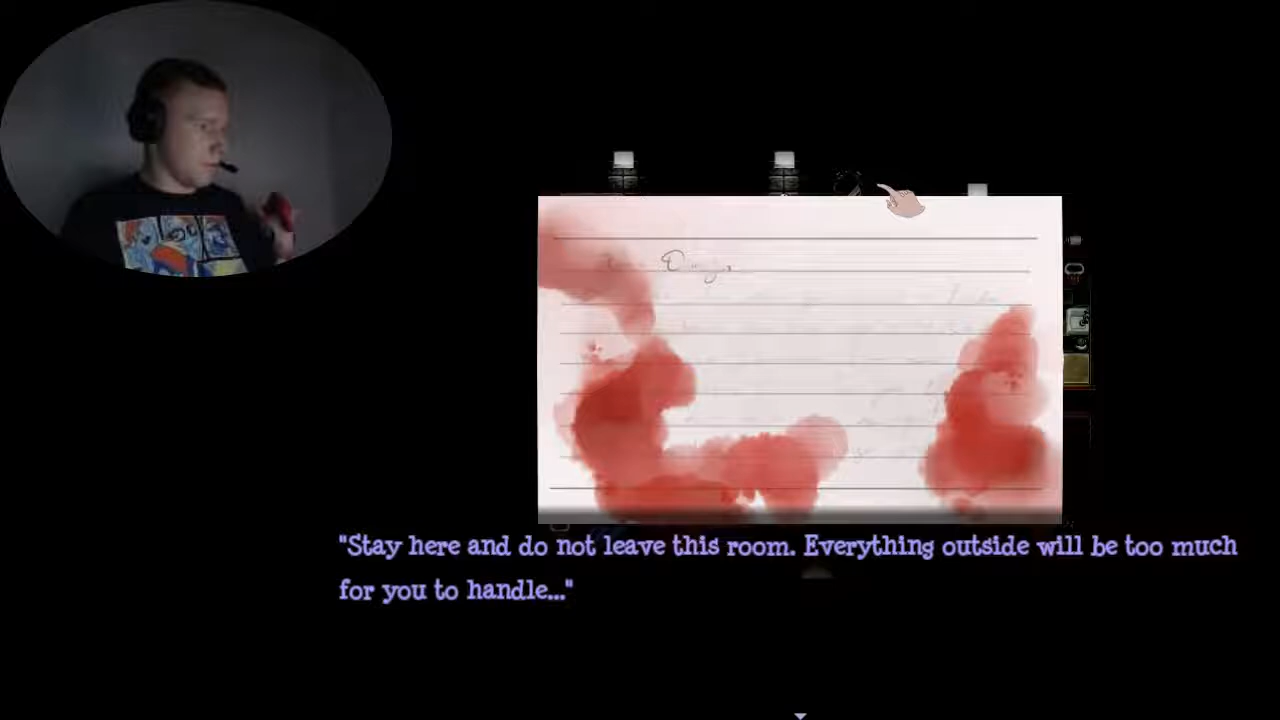 "Stay here and do not leave this room. Everything outside will be too much
for you to handle..."